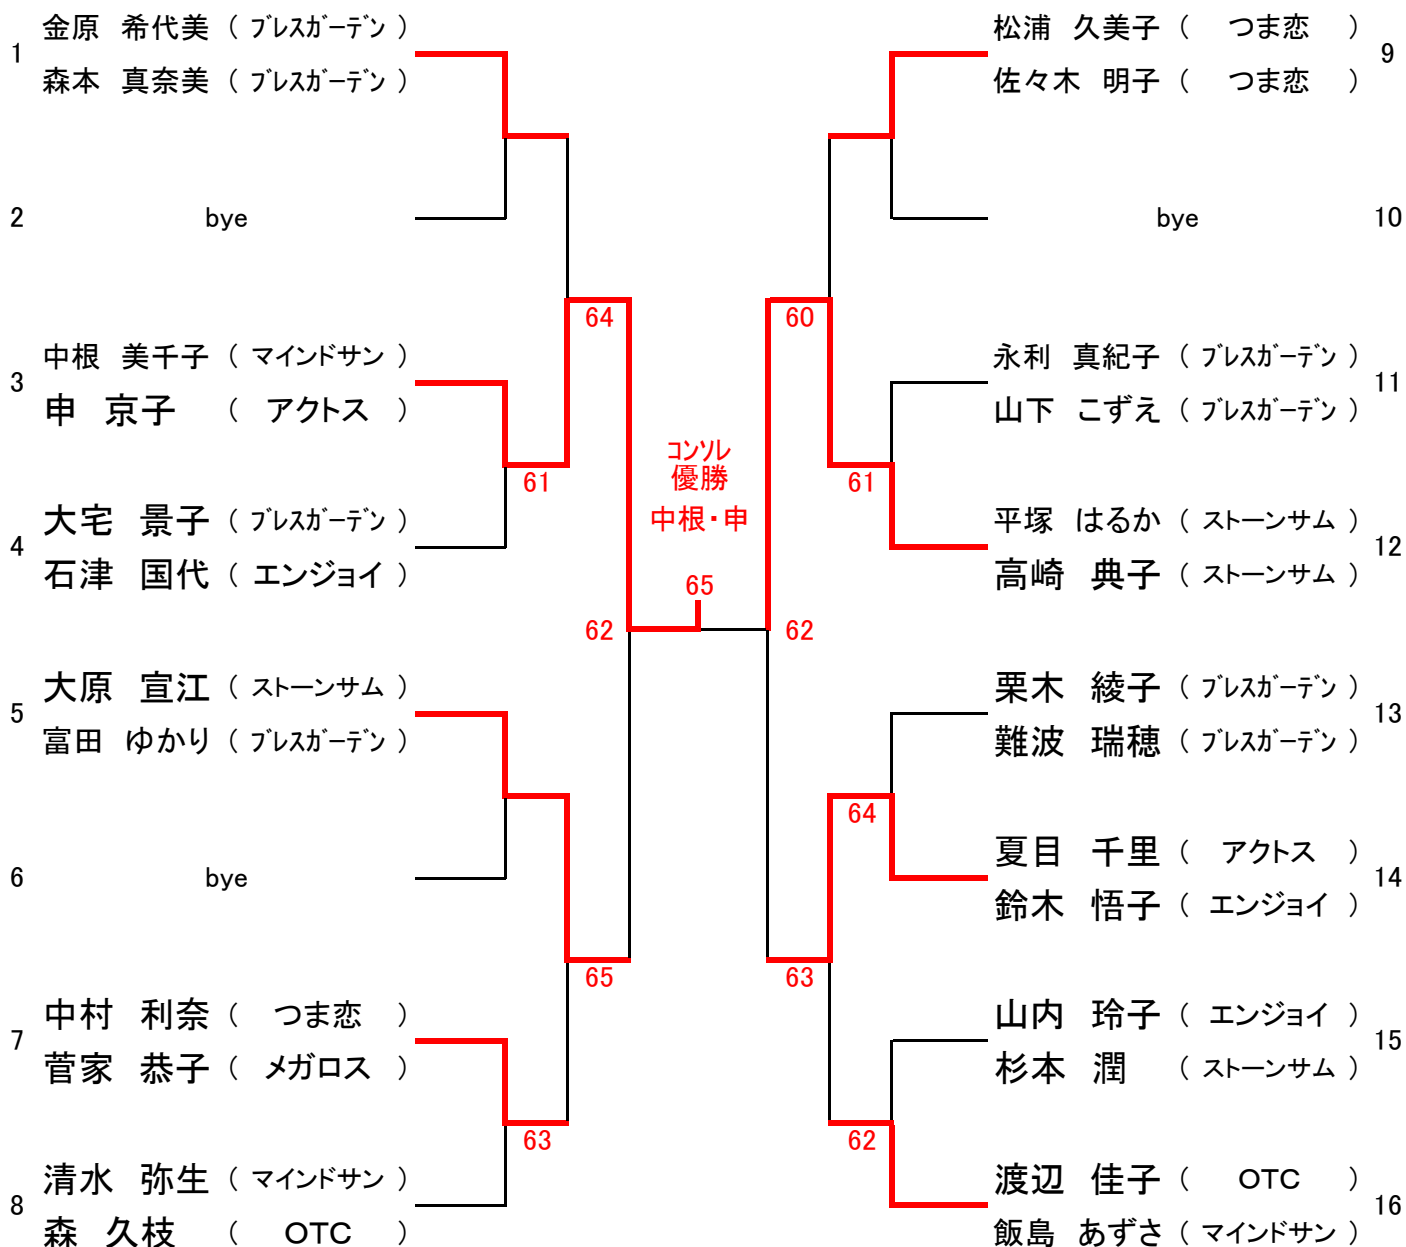 金原 希代美 ( ブレスガーデン )
1
森本 真奈美 ( ブレスガーデン )
2 bye
中根 美千子 ( マインドサン )
3
申 京子 ( アクトス )
61
大宅 景子 ( ブレスガーデン )
4
石津 国代 ( エンジョイ )
64
大原 宣江 ( ストーンサム )
5
富田 ゆかり ( ブレスガーデン )
6 bye
中村 利奈 ( つま恋 )
7
菅家 恭子 ( メガロス )
63
清水 弥生 ( マインドサン )
8
森 久枝 ( OTC )
65
62
コンソレ
優勝
中根・申
65
松浦 久美子 ( つま恋 )
9
佐々木 明子 ( つま恋 )
bye 10
永利 真紀子 ( ブレスガーデン )
11
山下 こずえ ( ブレスガーデン )
61
平塚 はるか ( ストーンサム )
12
高崎 典子 ( ストーンサム )
60
栗木 綾子 ( ブレスガーデン )
13
難波 瑞穂 ( ブレスガーデン )
64
夏目 千里 ( アクトス )
14
鈴木 悟子 ( エンジョイ )
山内 玲子 ( エンジョイ )
15
杉本 潤 ( ストーンサム )
62
渡辺 佳子 ( OTC )
16
飯島 あずさ ( マインドサン )
63
62